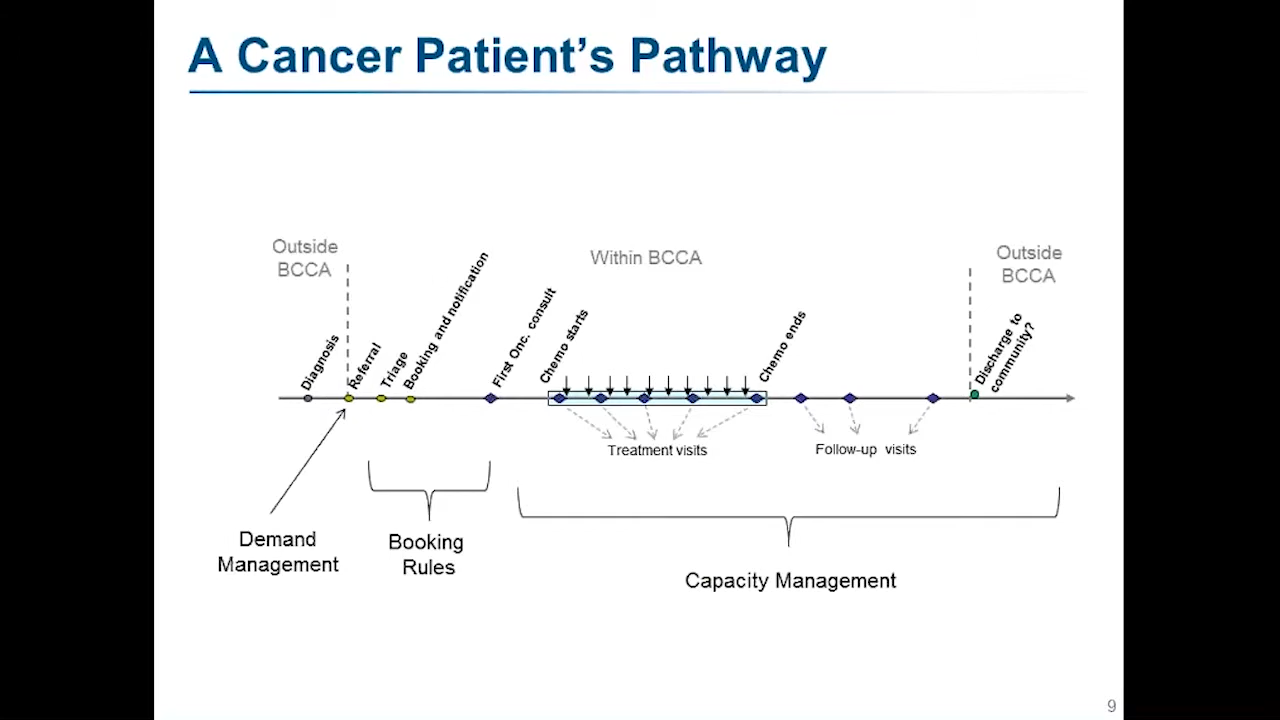 A Cancer Patient's Pathway
Outside
BCCA
Within BCCA
Outside
BCCA
Diagnosis
Referral
Triage
Booking and notification
First Onc. consult
Chemo starts
Chemo ends
Discharge to
community?
Treatment visits
Follow-up visits
Demand
Management
Booking
Rules
Capacity Management
9